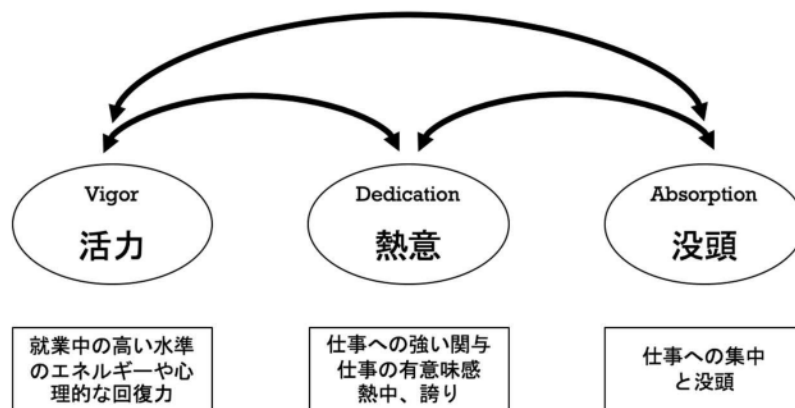 Vigor
活力
Dedication
熱意
Absorption
没頭
就業中の高い水準
のエネルギーや心
理的な回復力
仕事への強い関与
仕事の有意味感
熱中、誇り
仕事への集中
と没頭